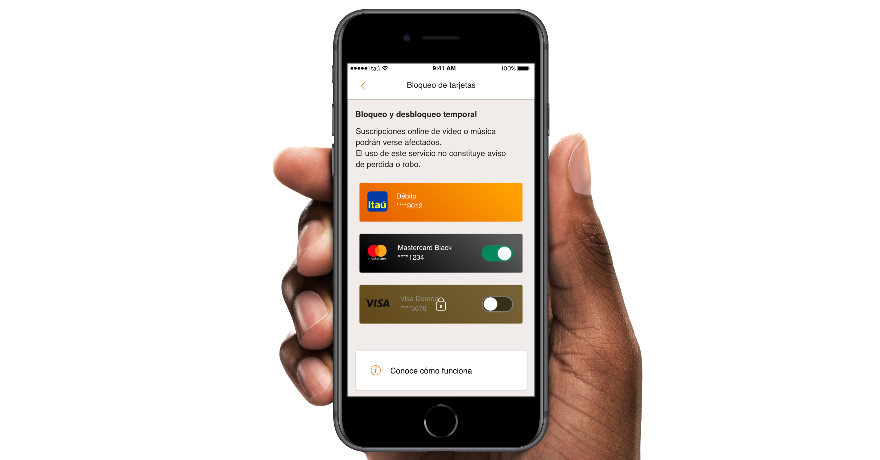 Itaú
9:41 AM
100%
Bloqueo de tarjetas
Bloqueo y desbloqueo temporal
Suscripciones online de video o música
podrán verse afectados.
El uso de este servicio no constituye aviso
de perdida o robo.
Itaú
Débito
****9012
mastercard
Mastercard Black
****1234
VISA
Visa Dorada
****5678
Conoce cómo funciona